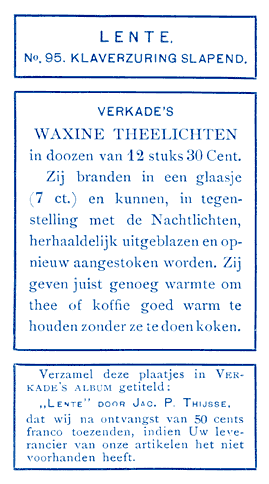 LENTE.
No. 95. KLAVERZURING SLAPEND.
VERKADE'S
WAXINE THEELICHTEN
in doozen van 12 stuks 30 Cent.
Zij branden in een glaasje
(7 ct.) en kunnen, in tegen-
stelling met de Nachtlichten,
herhaaldelijk uitgeblazen en op-
nieuw aangestoken worden. Zij
geven juist genoeg warmte om
thee of koffie goed warm te
houden zonder ze te doen koken.
Verzamel deze plaatjes in VER-
KADE'S ALBUM getiteld:
„LENTE” DOOR JAC. P. THIJSSE,
dat wij na ontvangst van 50 cents
franco toezenden, indien Uw leve-
rancier van onze artikelen het niet
voorhanden heeft.